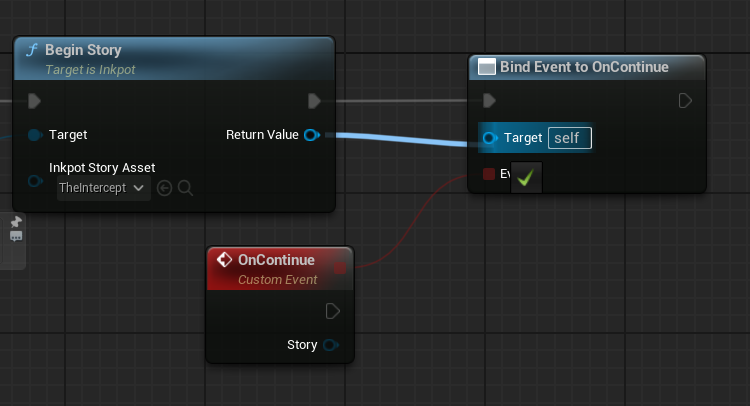 Begin Story
Target is Inkpot
Target
Return Value
Inkpot Story Asset
TheIntercept
Bind Event to OnContinue
Target self
OnContinue
Custom Event
Story